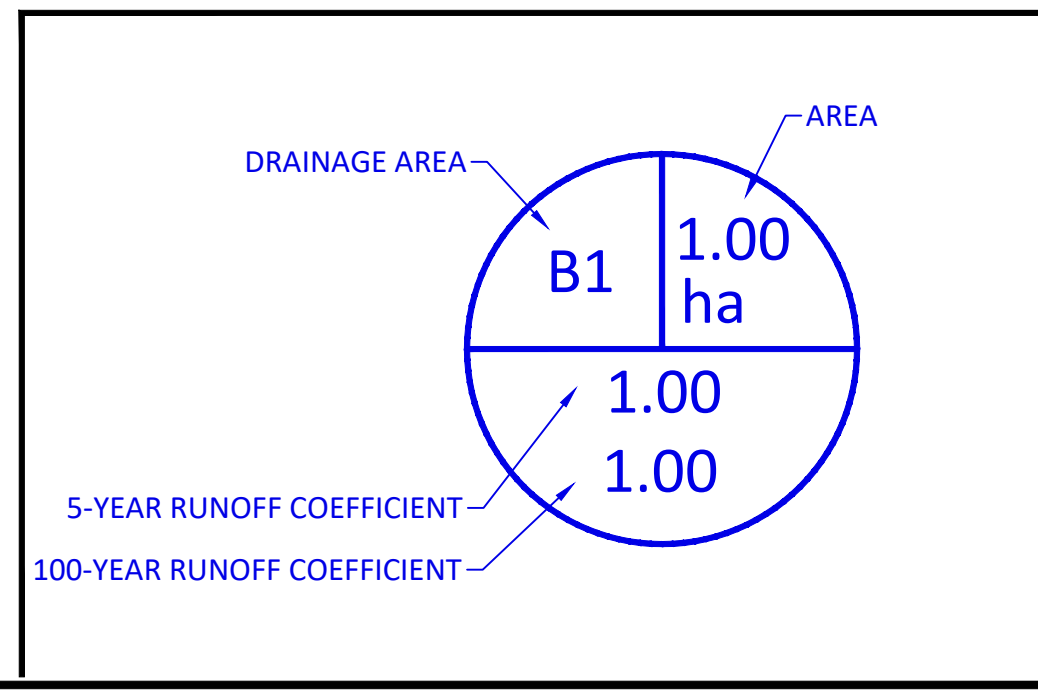 AREA
DRAINAGE AREA
B1
1.00
ha
1.00
1.00
5-YEAR RUNOFF COEFFICIENT
100-YEAR RUNOFF COEFFICIENT